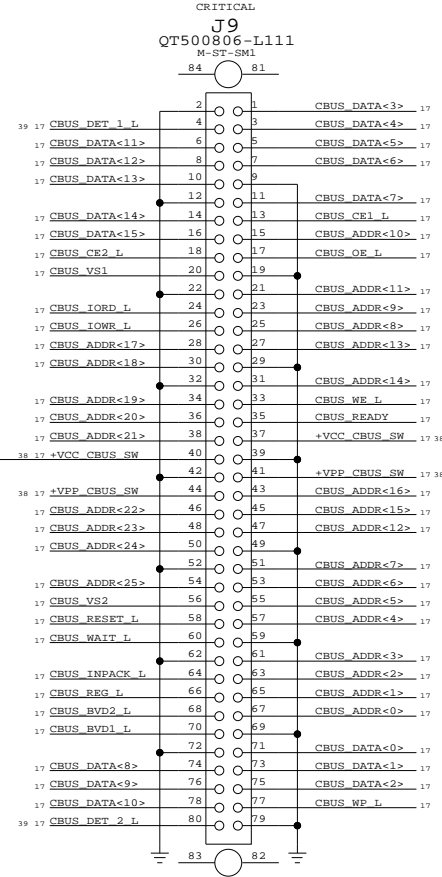 CRITICAL
J9
QT500806-L111
M-ST-SM1
84 81
2 1 CBUS_DATA<3> 17
39 17 CBUS_DET_1_L 4 3 CBUS_DATA<4> 17
17 CBUS_DATA<11> 6 5 CBUS_DATA<5> 17
17 CBUS_DATA<12> 8 7 CBUS_DATA<6> 17
17 CBUS_DATA<13> 10 9
12 11 CBUS_DATA<7> 17
17 CBUS_DATA<14> 14 13 CBUS_CE1_L 17
17 CBUS_DATA<15> 16 15 CBUS_ADDR<10> 17
17 CBUS_CE2_L 18 17 CBUS_OE_L 17
17 CBUS_VS1 20 19
22 21 CBUS_ADDR<11> 17
17 CBUS_IORD_L 24 23 CBUS_ADDR<9> 17
17 CBUS_IOWR_L 26 25 CBUS_ADDR<8> 17
17 CBUS_ADDR<17> 28 27 CBUS_ADDR<13> 17
17 CBUS_ADDR<18> 30 29
32 31 CBUS_ADDR<14> 17
17 CBUS_ADDR<19> 34 33 CBUS_WE_L 17
17 CBUS_ADDR<20> 36 35 CBUS_READY 17
17 CBUS_ADDR<21> 38 37 +VCC_CBUS_SW 17 38
38 17 +VCC_CBUS_SW 40 39
42 41 +VPP_CBUS_SW 17 38
38 17 +VPP_CBUS_SW 44 43 CBUS_ADDR<16> 17
17 CBUS_ADDR<22> 46 45 CBUS_ADDR<15> 17
17 CBUS_ADDR<23> 48 47 CBUS_ADDR<12> 17
17 CBUS_ADDR<24> 50 49
52 51 CBUS_ADDR<7> 17
17 CBUS_ADDR<25> 54 53 CBUS_ADDR<6> 17
17 CBUS_VS2 56 55 CBUS_ADDR<5> 17
17 CBUS_RESET_L 58 57 CBUS_ADDR<4> 17
17 CBUS_WAIT_L 60 59
62 61 CBUS_ADDR<3> 17
17 CBUS_INPACK_L 64 63 CBUS_ADDR<2> 17
17 CBUS_REG_L 66 65 CBUS_ADDR<1> 17
17 CBUS_BVD2_L 68 67 CBUS_ADDR<0> 17
17 CBUS_BVD1_L 70 69
72 71 CBUS_DATA<0> 17
17 CBUS_DATA<8> 74 73 CBUS_DATA<1> 17
17 CBUS_DATA<9> 76 75 CBUS_DATA<2> 17
17 CBUS_DATA<10> 78 77 CBUS_WP_L 17
39 17 CBUS_DET_2_L 80 79
83 82